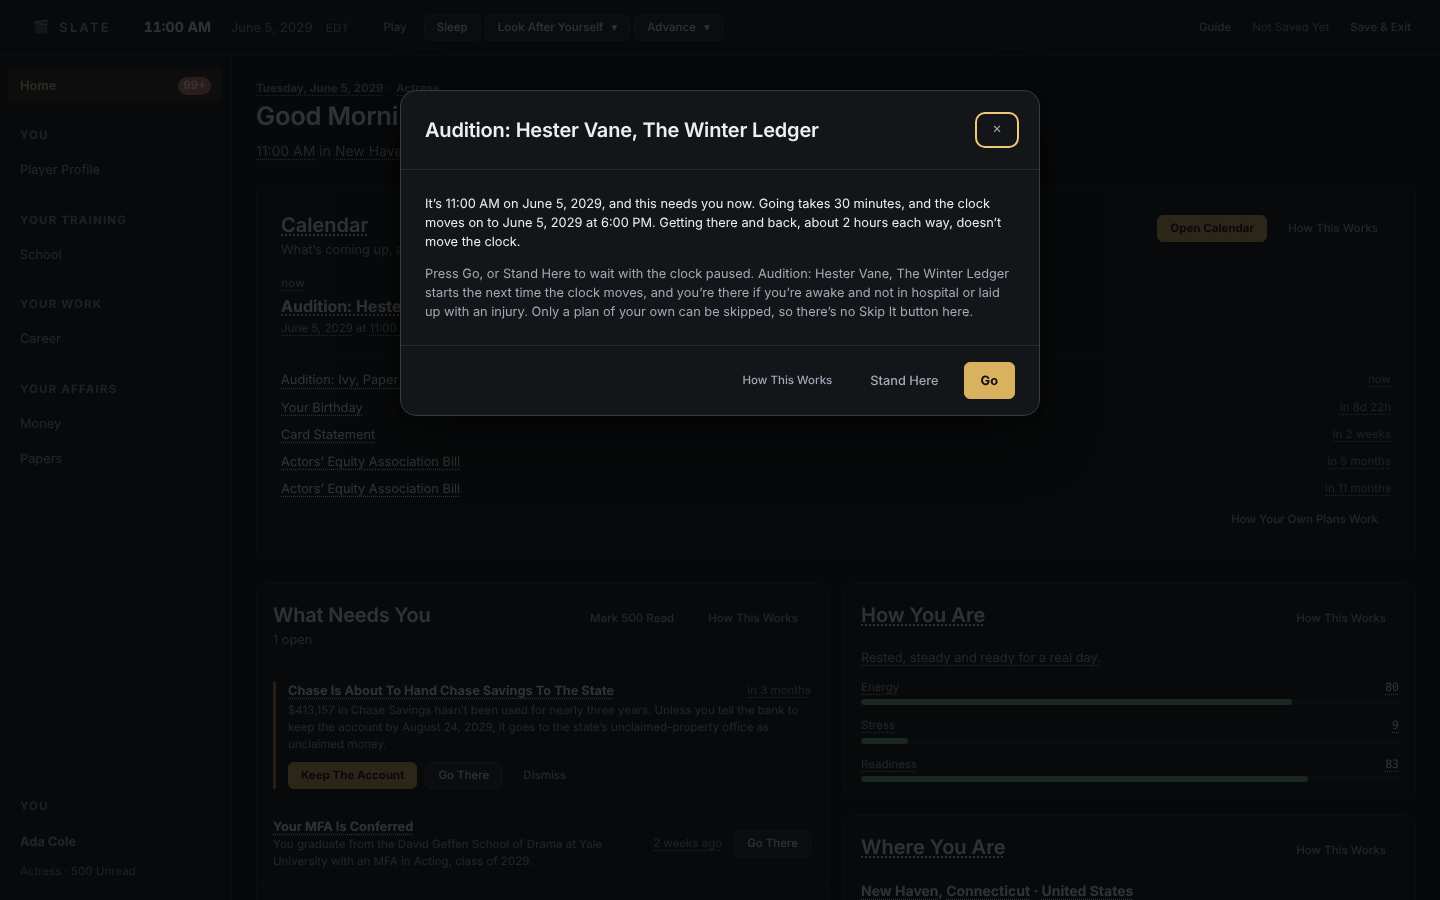 SLATE
11:00 AM June 5, 2029 EDT
Play
Sleep
Look After Yourself ▾
Advance ▾
Guide
Not Saved Yet
Save & Exit
Home 99+
YOU
Player Profile
YOUR TRAINING
School
YOUR WORK
Career
YOUR AFFAIRS
Money
Papers
YOU
Ada Cole
Actress · 500 Unread
Tuesday, June 5, 2029 · Actress
Good Morni
11:00 AM in New Have
Audition: Hester Vane, The Winter Ledger
×
It’s 11:00 AM on June 5, 2029, and this needs you now. Going takes 30 minutes, and the clock
moves on to June 5, 2029 at 6:00 PM. Getting there and back, about 2 hours each way, doesn’t
move the clock.
Press Go, or Stand Here to wait with the clock paused. Audition: Hester Vane, The Winter Ledger
starts the next time the clock moves, and you’re there if you’re awake and not in hospital or laid
up with an injury. Only a plan of your own can be skipped, so there’s no Skip It button here.
How This Works
Stand Here
Go
Calendar
What’s coming up,
Open Calendar
How This Works
now
Audition: Heste
June 5, 2029 at 11:00
Audition: Ivy, Paper now
Your Birthday in 8d 22h
Card Statement in 2 weeks
Actors’ Equity Association Bill in 5 months
Actors’ Equity Association Bill in 11 months
How Your Own Plans Work
What Needs You
1 open
Mark 500 Read
How This Works
Chase Is About To Hand Chase Savings To The State in 3 months
$413,157 in Chase Savings hasn’t been used for nearly three years. Unless you tell the bank to
keep the account by August 24, 2029, it goes to the state’s unclaimed-property office as
unclaimed money.
Keep The Account
Go There
Dismiss
Your MFA Is Conferred
You graduate from the David Geffen School of Drama at Yale
University with an MFA in Acting, class of 2029.
2 weeks ago
Go There
How You Are
How This Works
Rested, steady and ready for a real day.
Energy 80
Stress 9
Readiness 83
Where You Are
How This Works
New Haven, Connecticut · United States